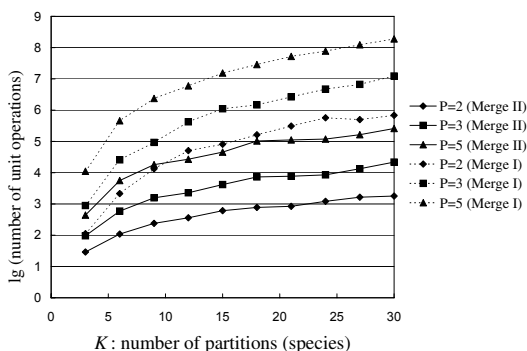 9
8
7
6
5
4
3
2
1
0
lg (number of unit operations)
0 5 10 15 20 25 30
K: number of partitions (species)
P=2 (Merge II)
P=3 (Merge II)
P=5 (Merge II)
P=2 (Merge I)
P=3 (Merge I)
P=5 (Merge I)